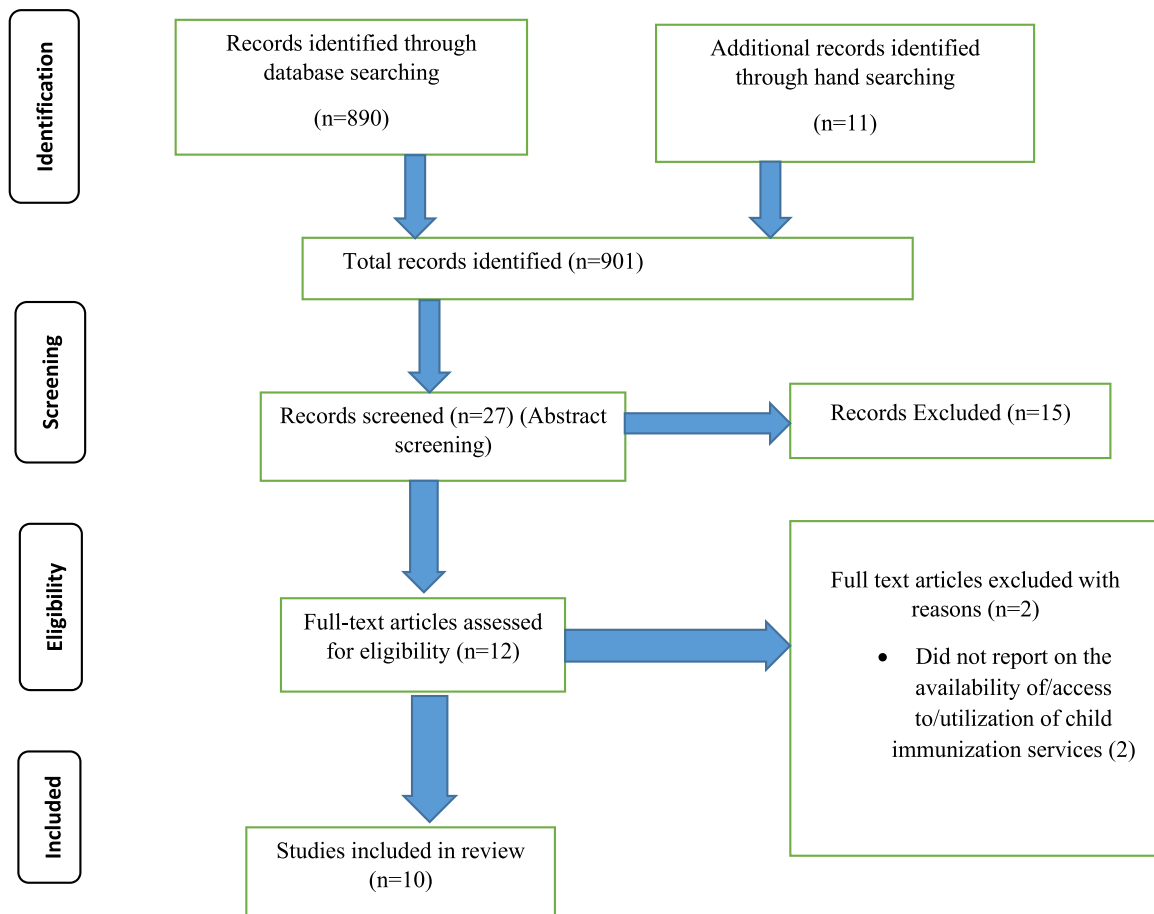 Identification
Records identified through
database searching
(n=890)
Additional records identified
through hand searching
(n=11)
Total records identified (n=901)
Screening
Records screened (n=27) (Abstract
screening)
Records Excluded (n=15)
Eligibility
Full-text articles assessed
for eligibility (n=12)
Full text articles excluded with
reasons (n=2)
• Did not report on the
availability of/access
to/utilization of child
immunization services (2)
Included
Studies included in review
(n=10)